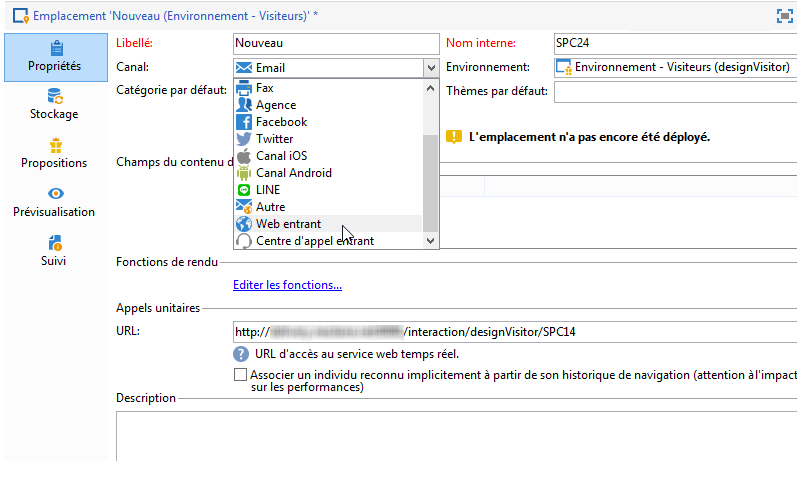 Emplacement 'Nouveau (Environnement - Visiteurs)' *
Propriétés
Stockage
Propositions
Prévisualisation
Suivi
Libellé: Nouveau Nom interne: SPC24
Canal: Email Environnement: Environnement - Visiteurs (designVisitor)
Catégorie par défaut: Thèmes par défaut:
Fax
Agence
Facebook
Twitter
Canal iOS
Canal Android
LINE
Autre
Web entrant
Centre d'appel entrant
L'emplacement n'a pas encore été déployé.
Champs du contenu d
Fonctions de rendu
Editer les fonctions...
Appels unitaires
URL: http:// /interaction/designVisitor/SPC14
URL d'accès au service web temps réel.
Associer un individu reconnu implicitement à partir de son historique de navigation (attention à l'impact
sur les performances)
Description